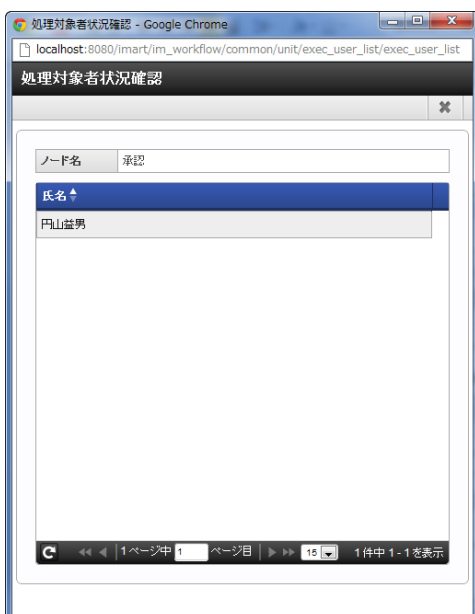 処理対象者状況確認 - Google Chrome
localhost:8080/imart/im_workflow/common/unit/exec_user_list/exec_user_list
処理対象者状況確認
ノード名 承認
氏名
円山益男
1 ページ中 1 ページ目 15 1 件中 1 - 1 を表示